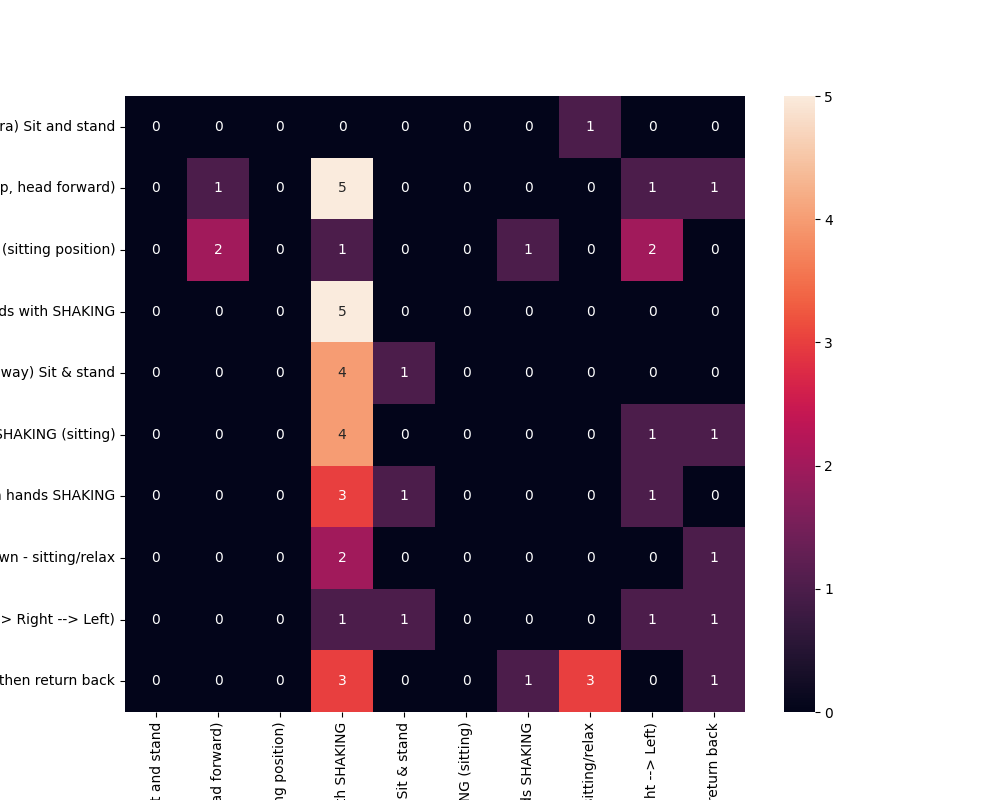 ra) Sit and stand 0 0 0 0 0 0 0 1 0 0
p, head forward) 0 1 0 5 0 0 0 0 1 1
(sitting position) 0 2 0 1 0 0 1 0 2 0
ds with SHAKING 0 0 0 5 0 0 0 0 0 0
way) Sit & stand 0 0 0 4 1 0 0 0 0 0
SHAKING (sitting) 0 0 0 4 0 0 0 0 1 1
hands SHAKING 0 0 0 3 1 0 0 0 1 0
wn - sitting/relax 0 0 0 2 0 0 0 0 0 1
> Right --> Left) 0 0 0 1 1 0 0 0 1 1
then return back 0 0 0 3 0 0 1 3 0 1
t and stand
ad forward)
ng position)
th SHAKING
Sit & stand
NG (sitting)
ds SHAKING
sitting/relax
ht --> Left)
return back
5
4
3
2
1
0